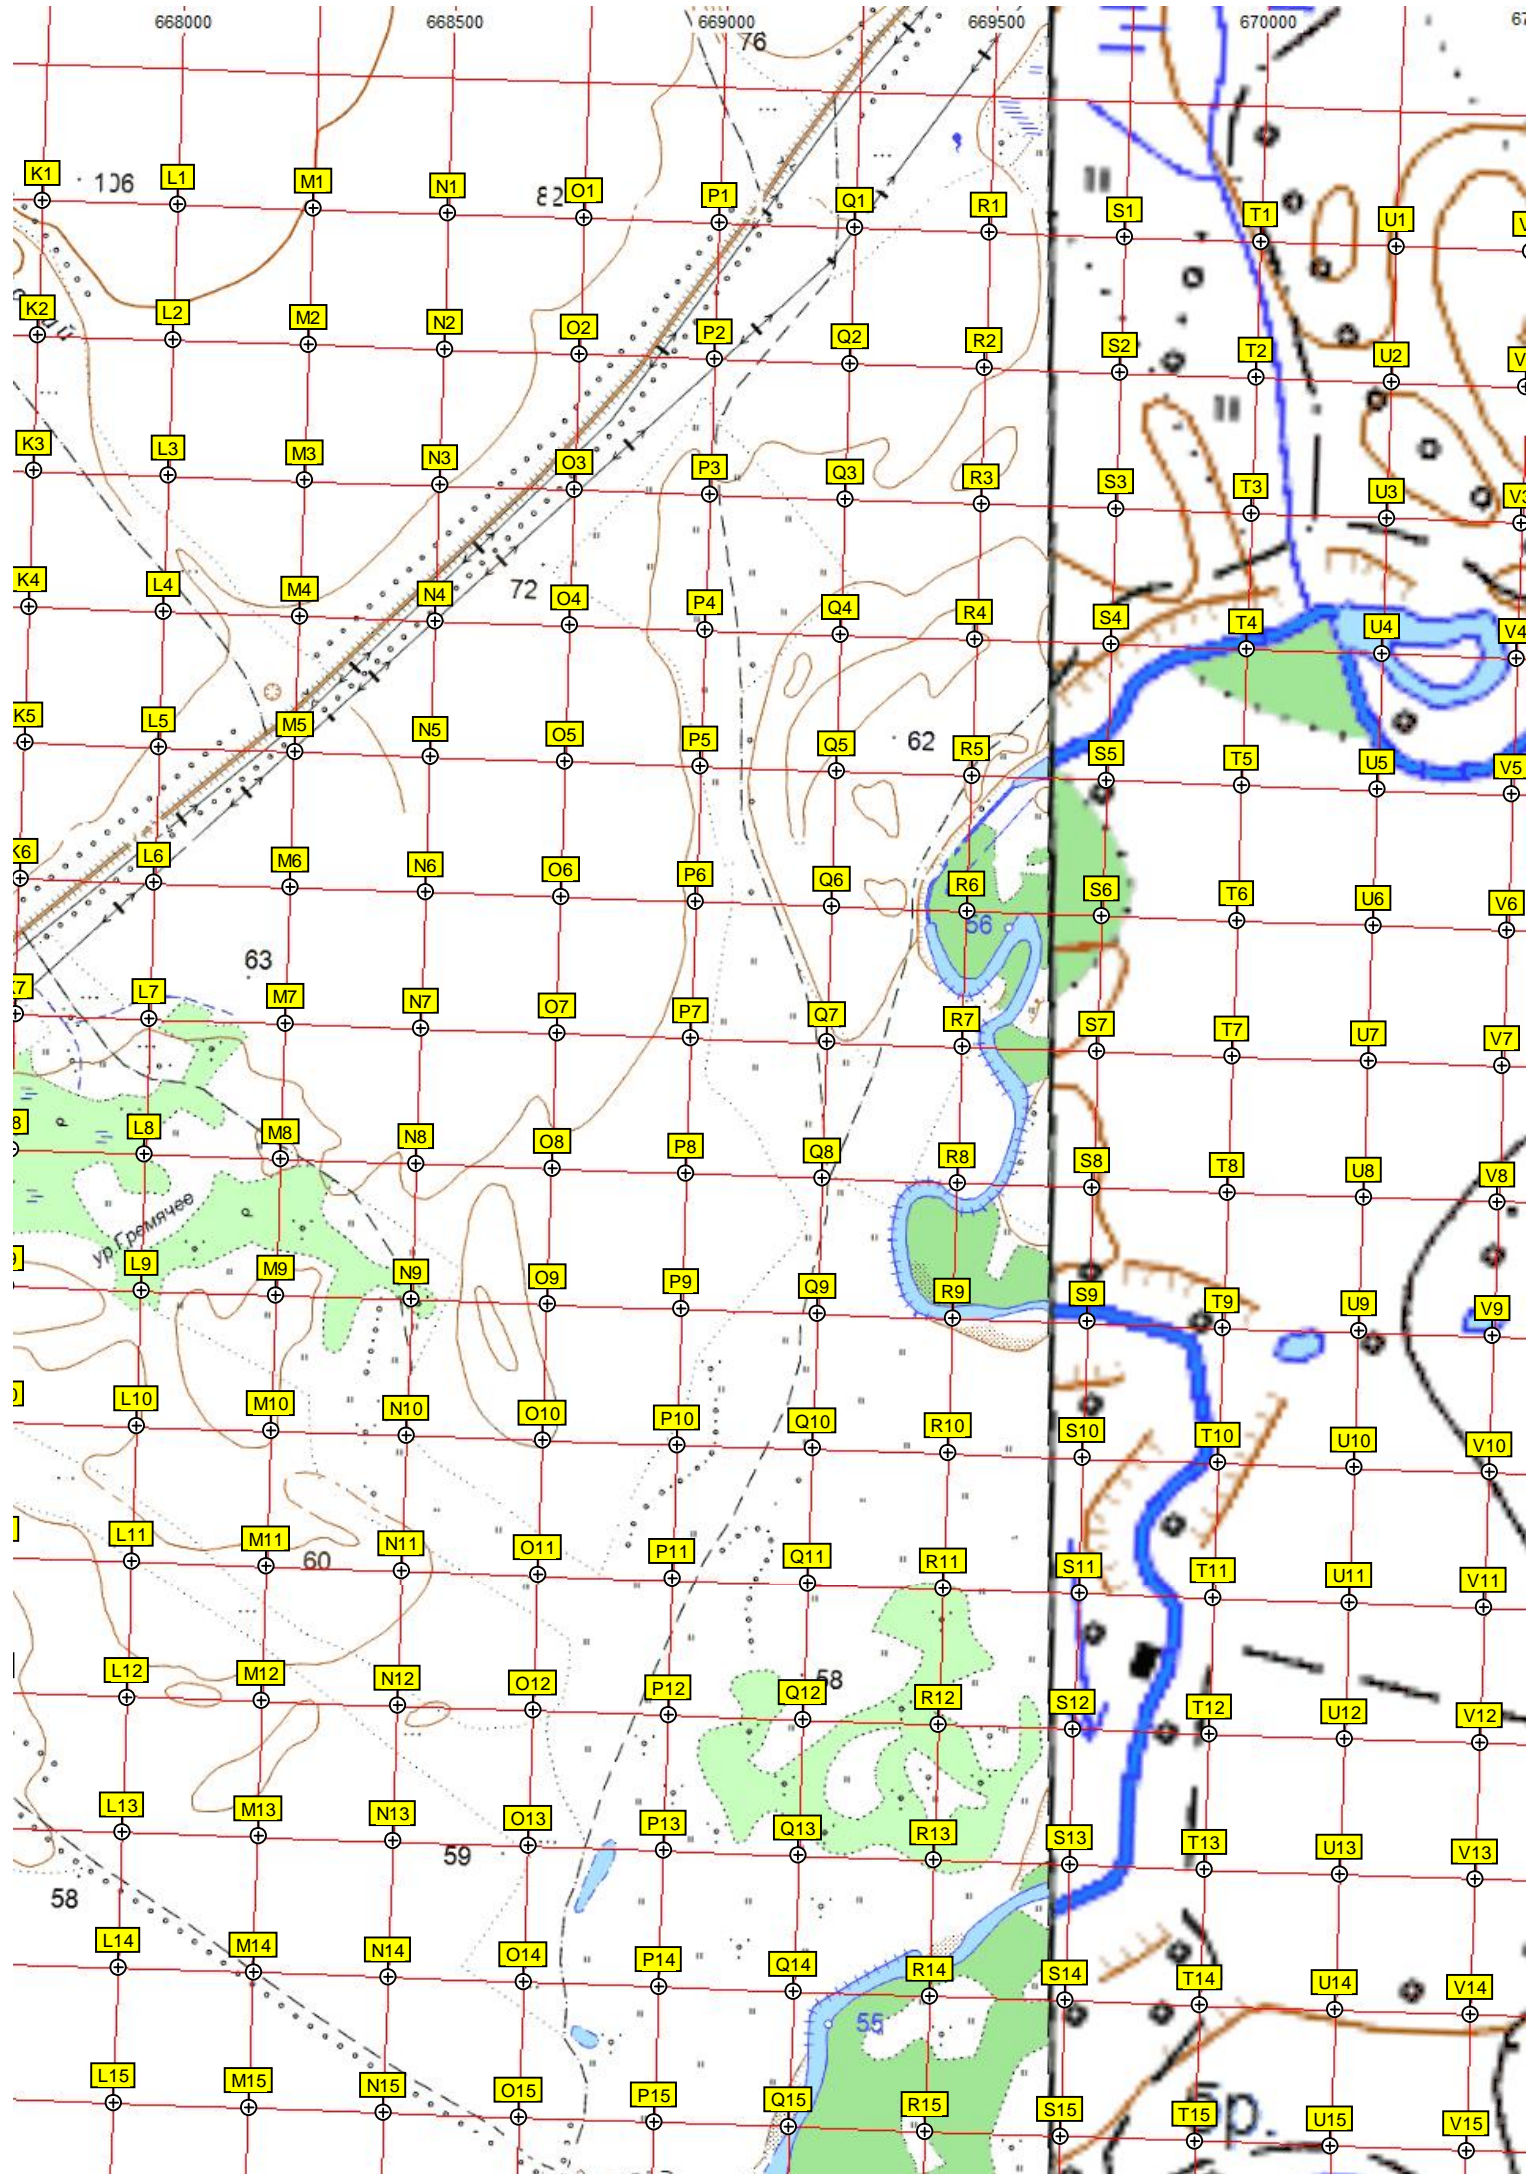 668000 668500 669000 669500 670000 67
76
K1 106 L1 M1 N1 82 O1 P1 Q1 R1 S1 T1 U1 V
K2 L2 M2 N2 O2 P2 Q2 R2 S2 T2 U2 V
K3 L3 M3 N3 O3 P3 Q3 R3 S3 T3 U3 V3
K4 L4 M4 72 N4 O4 P4 Q4 R4 S4 T4 U4 V4
K5 L5 M5 N5 O5 P5 Q5 62 R5 S5 T5 U5 V5
K6 L6 M6 N6 O6 P6 Q6 R6 S6 T6 U6 V6
56
63
K7 L7 M7 N7 O7 P7 Q7 R7 S7 T7 U7 V7
8 L8 M8 N8 O8 P8 Q8 R8 S8 T8 U8 V8
ур.Гремячее
9 L9 M9 N9 O9 P9 Q9 R9 S9 T9 U9 V9
0 L10 M10 N10 O10 P10 Q10 R10 S10 T10 U10 V10
L11 M11 60 N11 O11 P11 Q11 R11 S11 T11 U11 V11
L12 M12 N12 O12 P12 Q12 58 R12 S12 T12 U12 V12
L13 M13 N13 O13 P13 Q13 R13 S13 T13 U13 V13
59
58
L14 M14 N14 O14 P14 Q14 R14 S14 T14 U14 V14
55
L15 M15 N15 O15 P15 Q15 R15 S15 T15 U15 V15
бр.